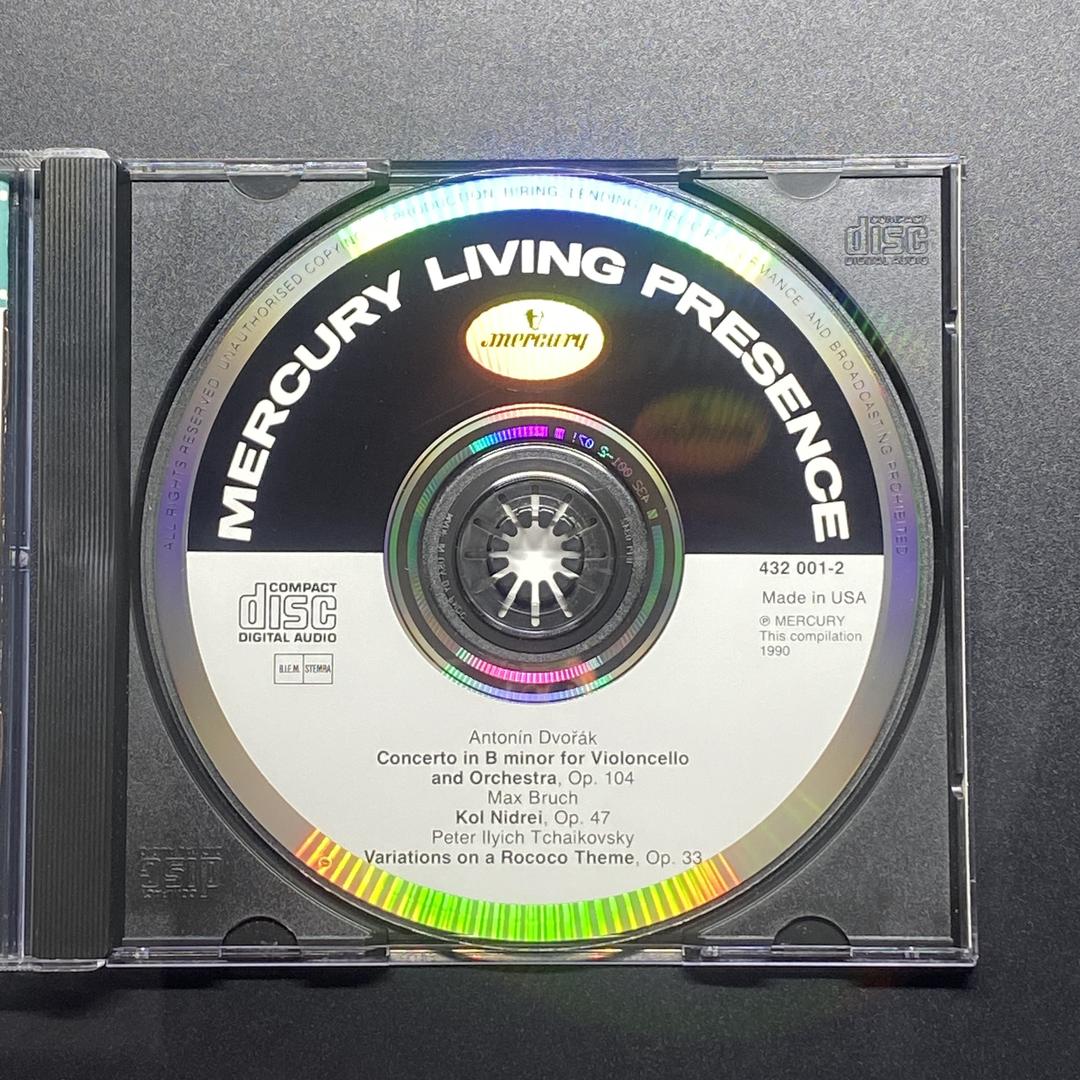 COMPACT
disc
DIGITAL AUDIO
ALL RIGHTS RESERVED UNAUTHORISED COPYING, REPRODUCTION, HIRING, LENDING, PUBLIC PERFORMANCE AND BROADCASTING PROHIBITED
MERCURY LIVING PRESENCE
mercury
COMPACT
disc
DIGITAL AUDIO
B.I.E.M. STEMRA
432 001-2
Made in USA
℗ MERCURY
This compilation
1990
Antonín Dvořák
Concerto in B minor for Violoncello
and Orchestra, Op. 104
Max Bruch
Kol Nidrei, Op. 47
Peter Ilyich Tchaikovsky
Variations on a Rococo Theme, Op. 33